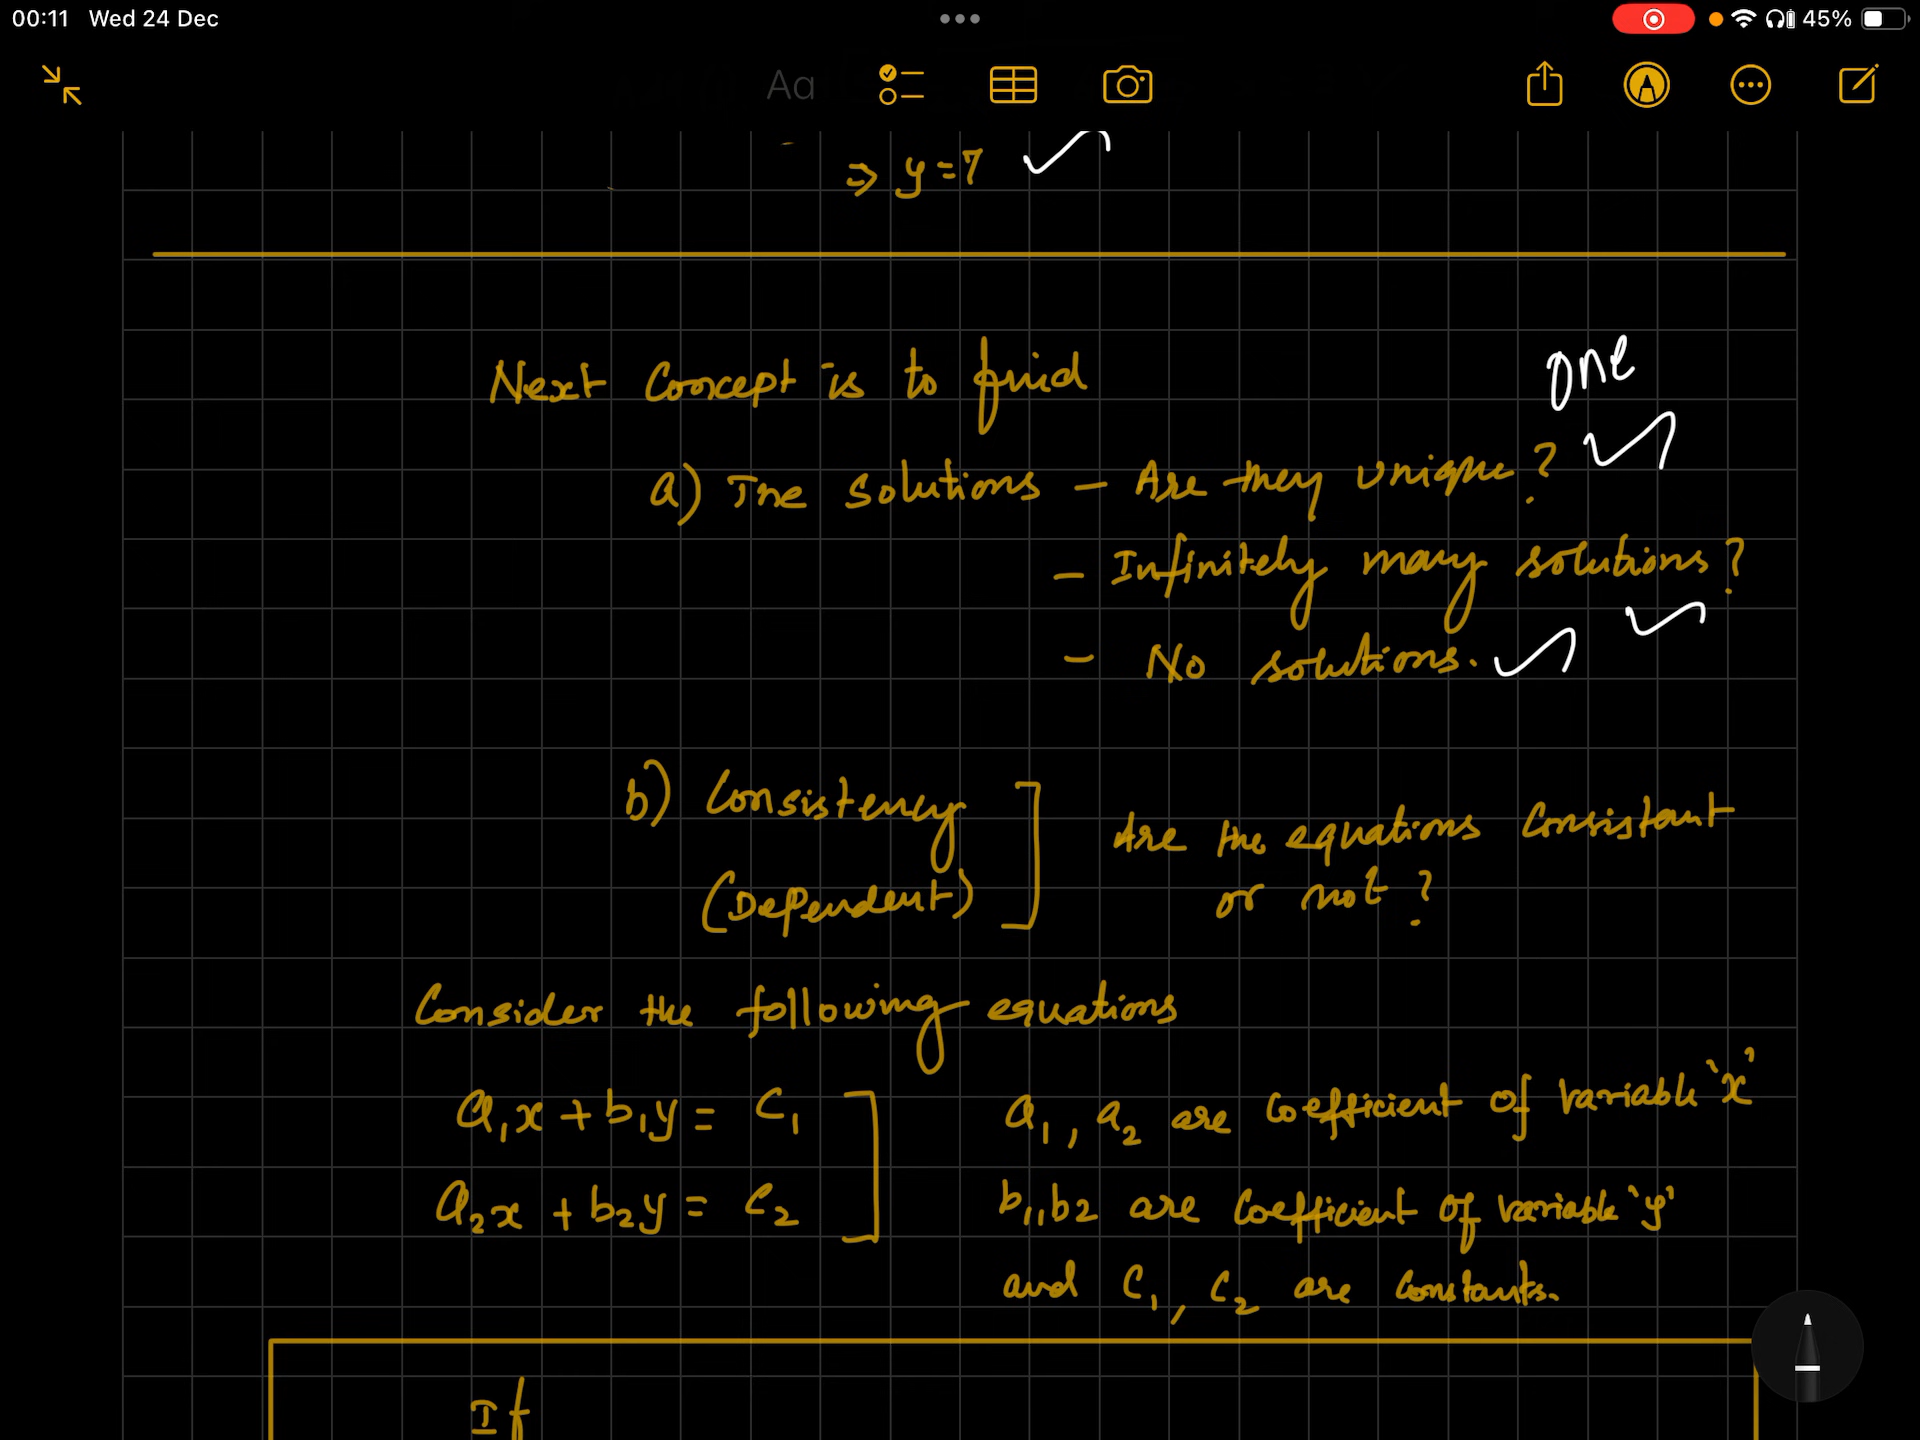 00:11 Wed 24 Dec
45%
Aa
⇒ y = 7
Next Concept is to find
one
a) The solutions – Are they unique?
– Infinitely many solutions?
– No solutions.
b) Consistency
(Dependent)
Are the equations Consistant
or not?
Consider the following equations
a₁x + b₁y = C₁
a₂x + b₂y = C₂
a₁, a₂ are coefficient of variable 'x'
b₁, b₂ are coefficient of variable 'y'
and C₁, C₂ are constants.
If